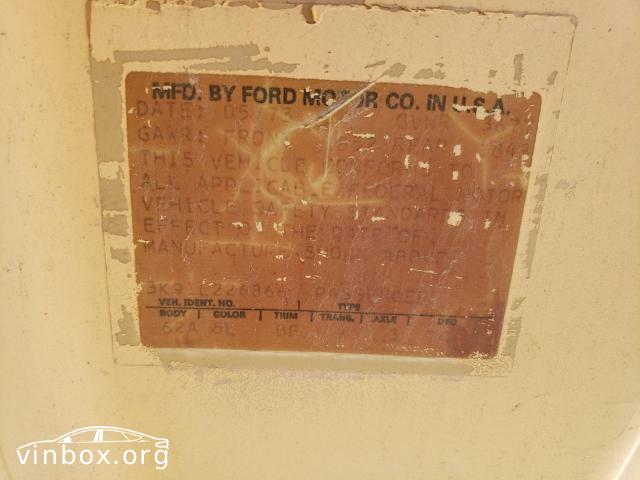 MFD. BY FORD MOTOR CO. IN U.S.A.
DATE: 05/73 GVWR
GAWR: FRONT REAR
THIS VEHICLE CONFORMS TO
ALL APPLICABLE FEDERAL MOTOR
VEHICLE SAFETY STANDARDS IN
EFFECT ON THE DATE OF
MANUFACTURE SHOWN ABOVE
PASSENGER
VEH. IDENT. NO. TYPE
BODY COLOR TRIM TRANS. AXLE DSO
62A 5L BF
vinbox.org